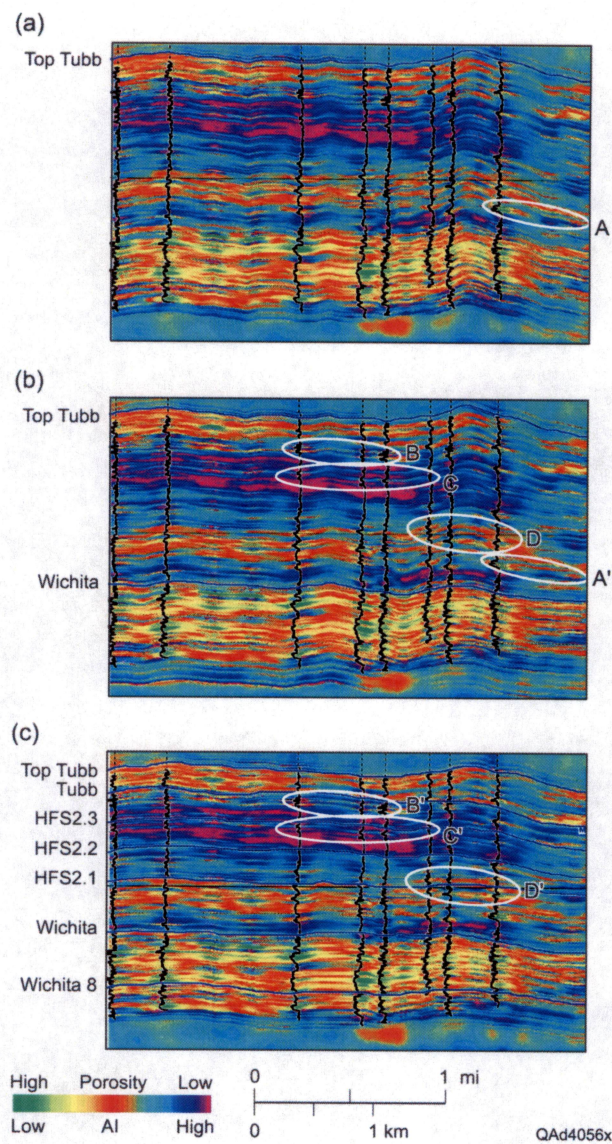 (a)
Top Tubb
A
(b)
Top Tubb
B
C
D
Wichita
A'
(c)
Top Tubb
Tubb
B'
HFS2.3
C'
HFS2.2
HFS2.1
D'
Wichita
Wichita 8
High Porosity Low
Low AI High
0 1 mi
0 1 km
QAd4056x